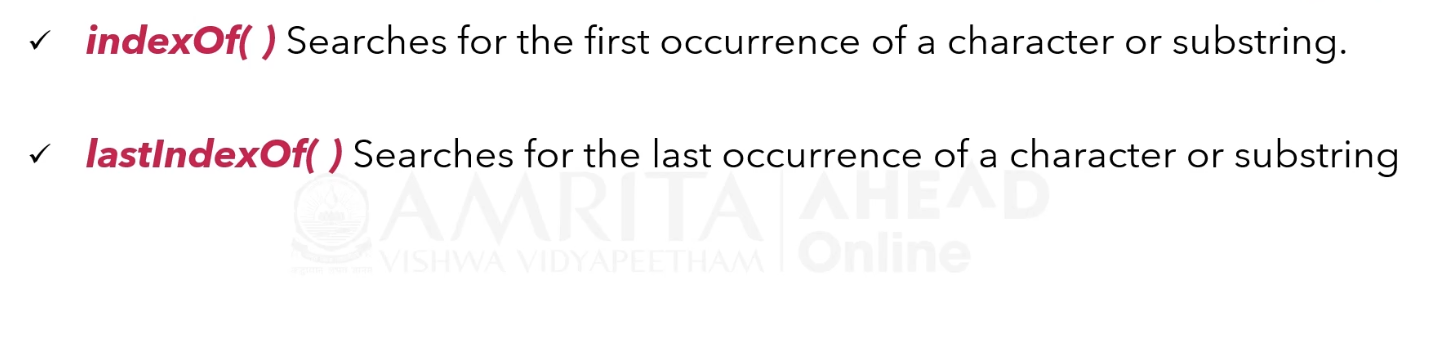 ✓ indexOf( ) Searches for the first occurrence of a character or substring.
✓ lastIndexOf( ) Searches for the last occurrence of a character or substring
AMRITA AHEAD
VISHWA VIDYAPEETHAM Online